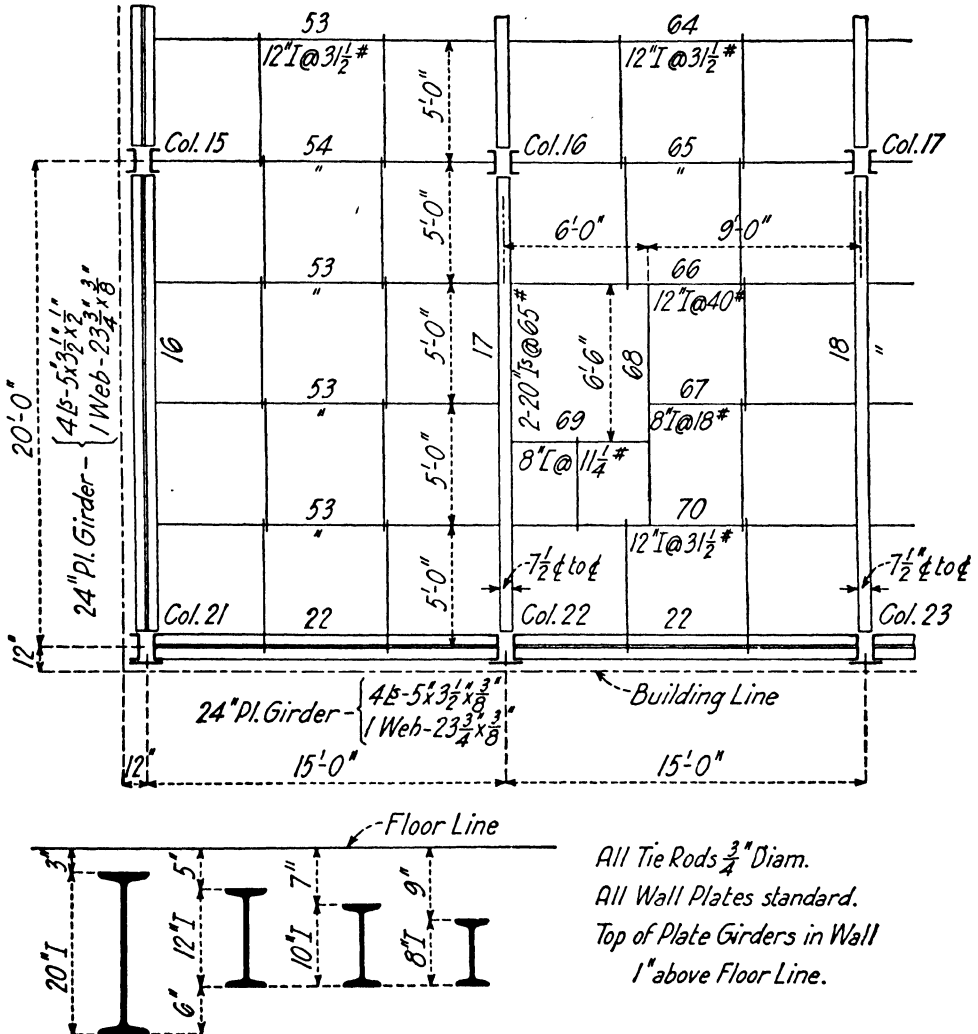 53
64
12"I@31½#
12"I@31½#
5'-0"
Col.15
54
Col.16
65
Col.17
"
"
5'-0"
6'-0"
9'-0"
53
66
"
12"I@40#
20'-0"
24"Pl.Girder-
4Ls-5"x3½"x½"
1 Web-23¾"x⅜"
16
5'-0"
17
2-20"Is@65#
6'-6"
68
18
"
53
67
"
8"I@18#
69
5'-0"
8"[@11¼#
53
70
"
12"I@31½#
5'-0"
7½"¢ to ¢
7½"¢ to ¢
Col.21
22
Col.22
22
Col.23
12"
Building Line
24"Pl.Girder-
4Ls-5"x3½"x⅜"
1 Web-23¾"x⅜"
12"
15'-0"
15'-0"
Floor Line
3"
5"
7"
9"
20"I
12"I
10"I
8"I
6"
All Tie Rods ¾" Diam.
All Wall Plates standard.
Top of Plate Girders in Wall
1" above Floor Line.